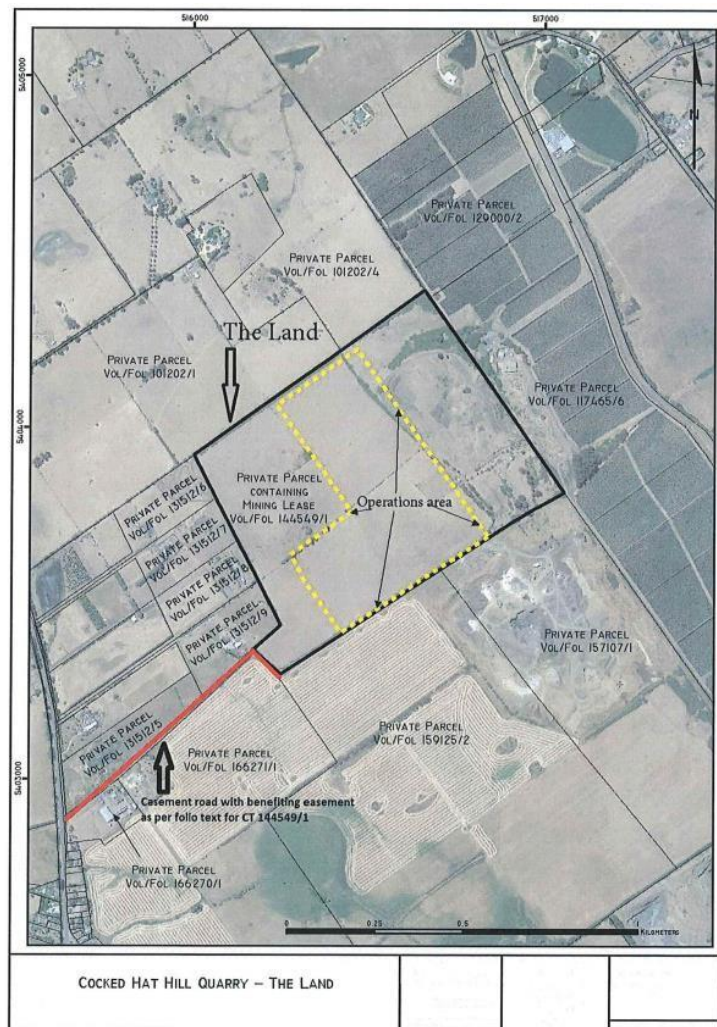 516000
517000
5405000
N
PRIVATE PARCEL
VOL/FOL 129000/2
PRIVATE PARCEL
VOL/FOL 101202/4
The Land
PRIVATE PARCEL
VOL/FOL 101202/1
PRIVATE PARCEL
VOL/FOL 117465/6
5404000
PRIVATE PARCEL
VOL/FOL 131512/6
PRIVATE PARCEL
CONTAINING
MINING LEASE
VOL/FOL 144549/1
Operations area
PRIVATE PARCEL
VOL/FOL 131512/7
PRIVATE PARCEL
VOL/FOL 131512/8
PRIVATE PARCEL
VOL/FOL 131512/9
PRIVATE PARCEL
VOL/FOL 157107/1
PRIVATE PARCEL
VOL/FOL 131512/5
PRIVATE PARCEL
VOL/FOL 159125/2
PRIVATE PARCEL
VOL/FOL 166271/1
5403000
Casement road with benefiting easement
as per folio text for CT 144549/1
PRIVATE PARCEL
VOL/FOL 166270/1
0 0.25 0.5 1
KILOMETERS
COCKED HAT HILL QUARRY – THE LAND